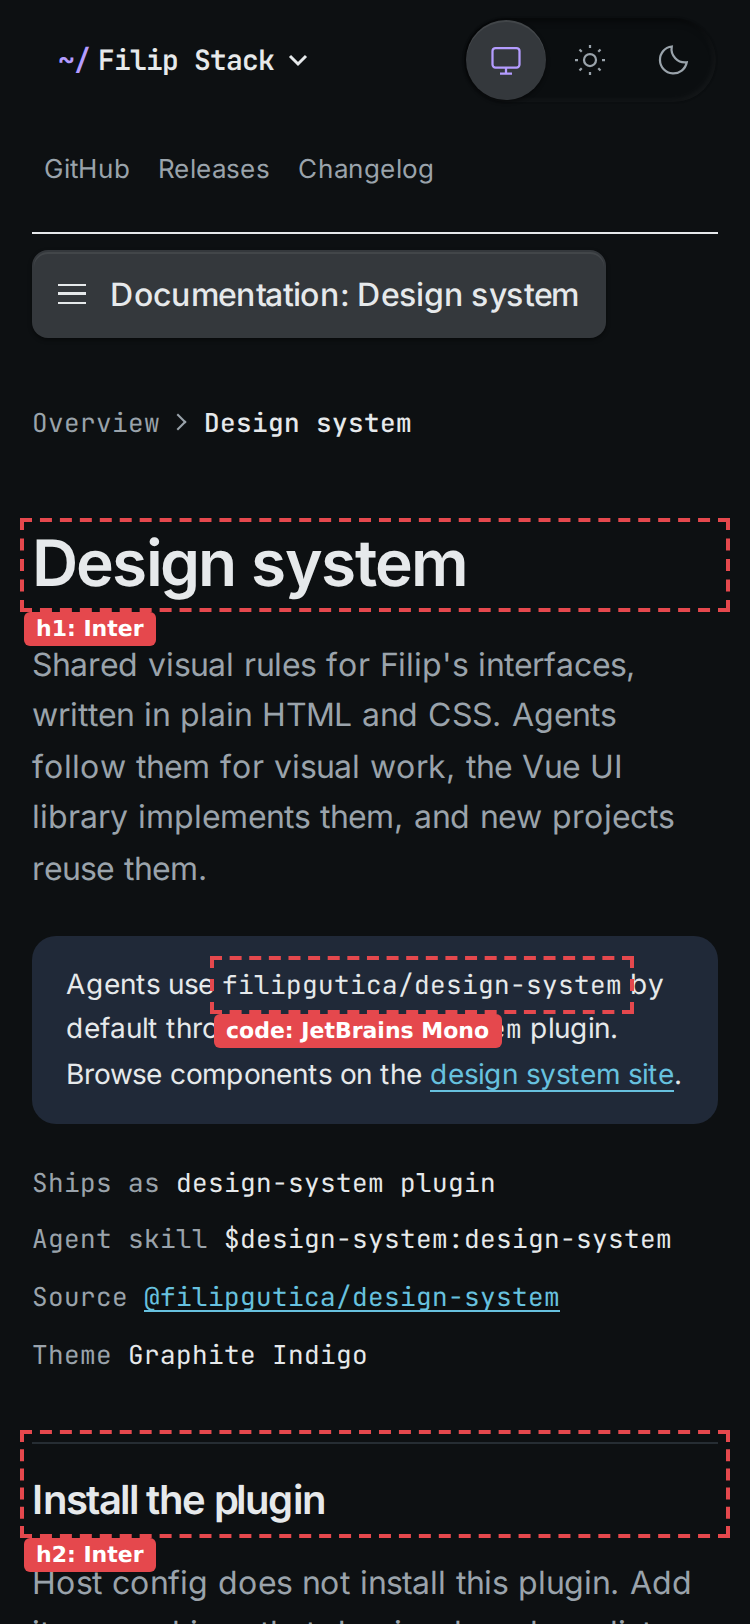 ~/ Filip Stack
GitHub Releases Changelog
Documentation: Design system
Overview > Design system
Design system
h1: Inter
Shared visual rules for Filip's interfaces,
written in plain HTML and CSS. Agents
follow them for visual work, the Vue UI
library implements them, and new projects
reuse them.
Agents use filipgutica/design-system by
default plugin.
code: JetBrains Mono
Browse components on the design system site.
Ships as design-system plugin
Agent skill $design-system:design-system
Source @filipgutica/design-system
Theme Graphite Indigo
Install the plugin
h2: Inter
Host config does not install this plugin. Add